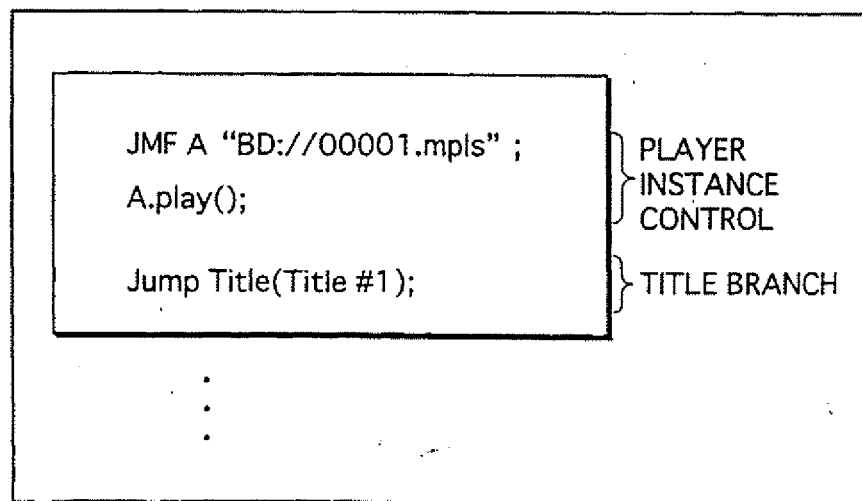 JMF A “BD://00001.mpls” ;
A.play();
PLAYER
INSTANCE
CONTROL
Jump Title(Title #1);
TITLE BRANCH